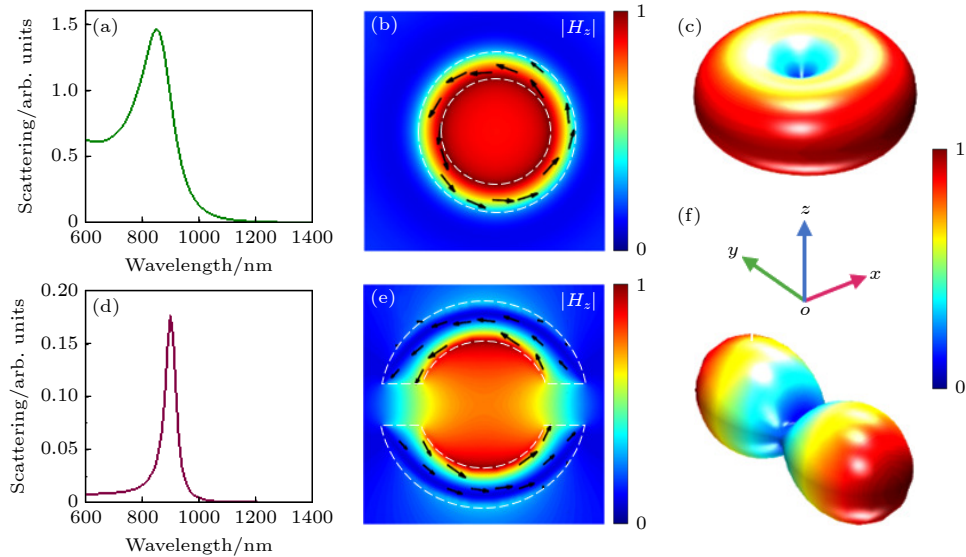 (a)
Scattering/arb. units
1.5
1.0
0.5
0
600 800 1000 1200 1400
Wavelength/nm
(b)
|Hz|
1
0
(c)
(d)
Scattering/arb. units
0.20
0.15
0.10
0.05
0
600 800 1000 1200 1400
Wavelength/nm
(e)
|Hz|
1
0
(f)
z
y
x
o
1
0